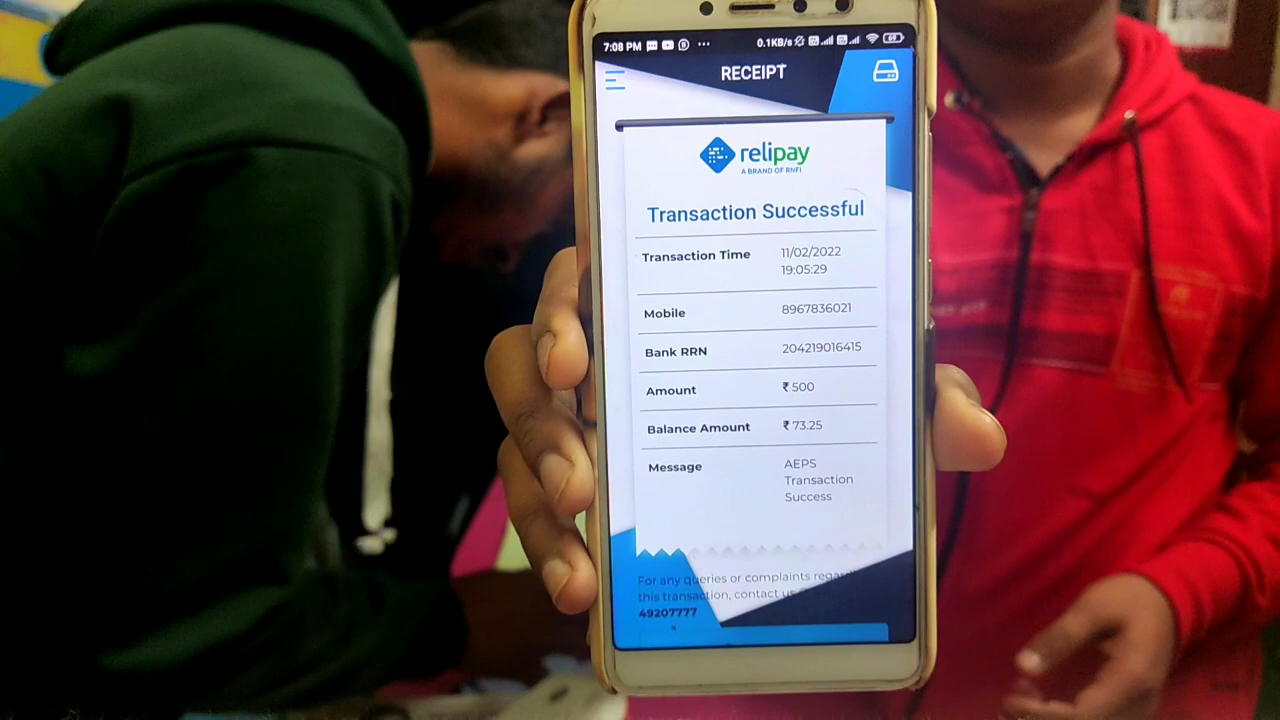 7:08 PM
0.1KB/s
69
RECEIPT
relipay
A BRAND OF RNFI
Transaction Successful
Transaction Time 11/02/2022
19:05:29
Mobile 8967836021
Bank RRN 204219016415
Amount ₹ 500
Balance Amount ₹ 73.25
Message AEPS
Transaction
Success
For any queries or complaints
this transaction, contact us
49207777